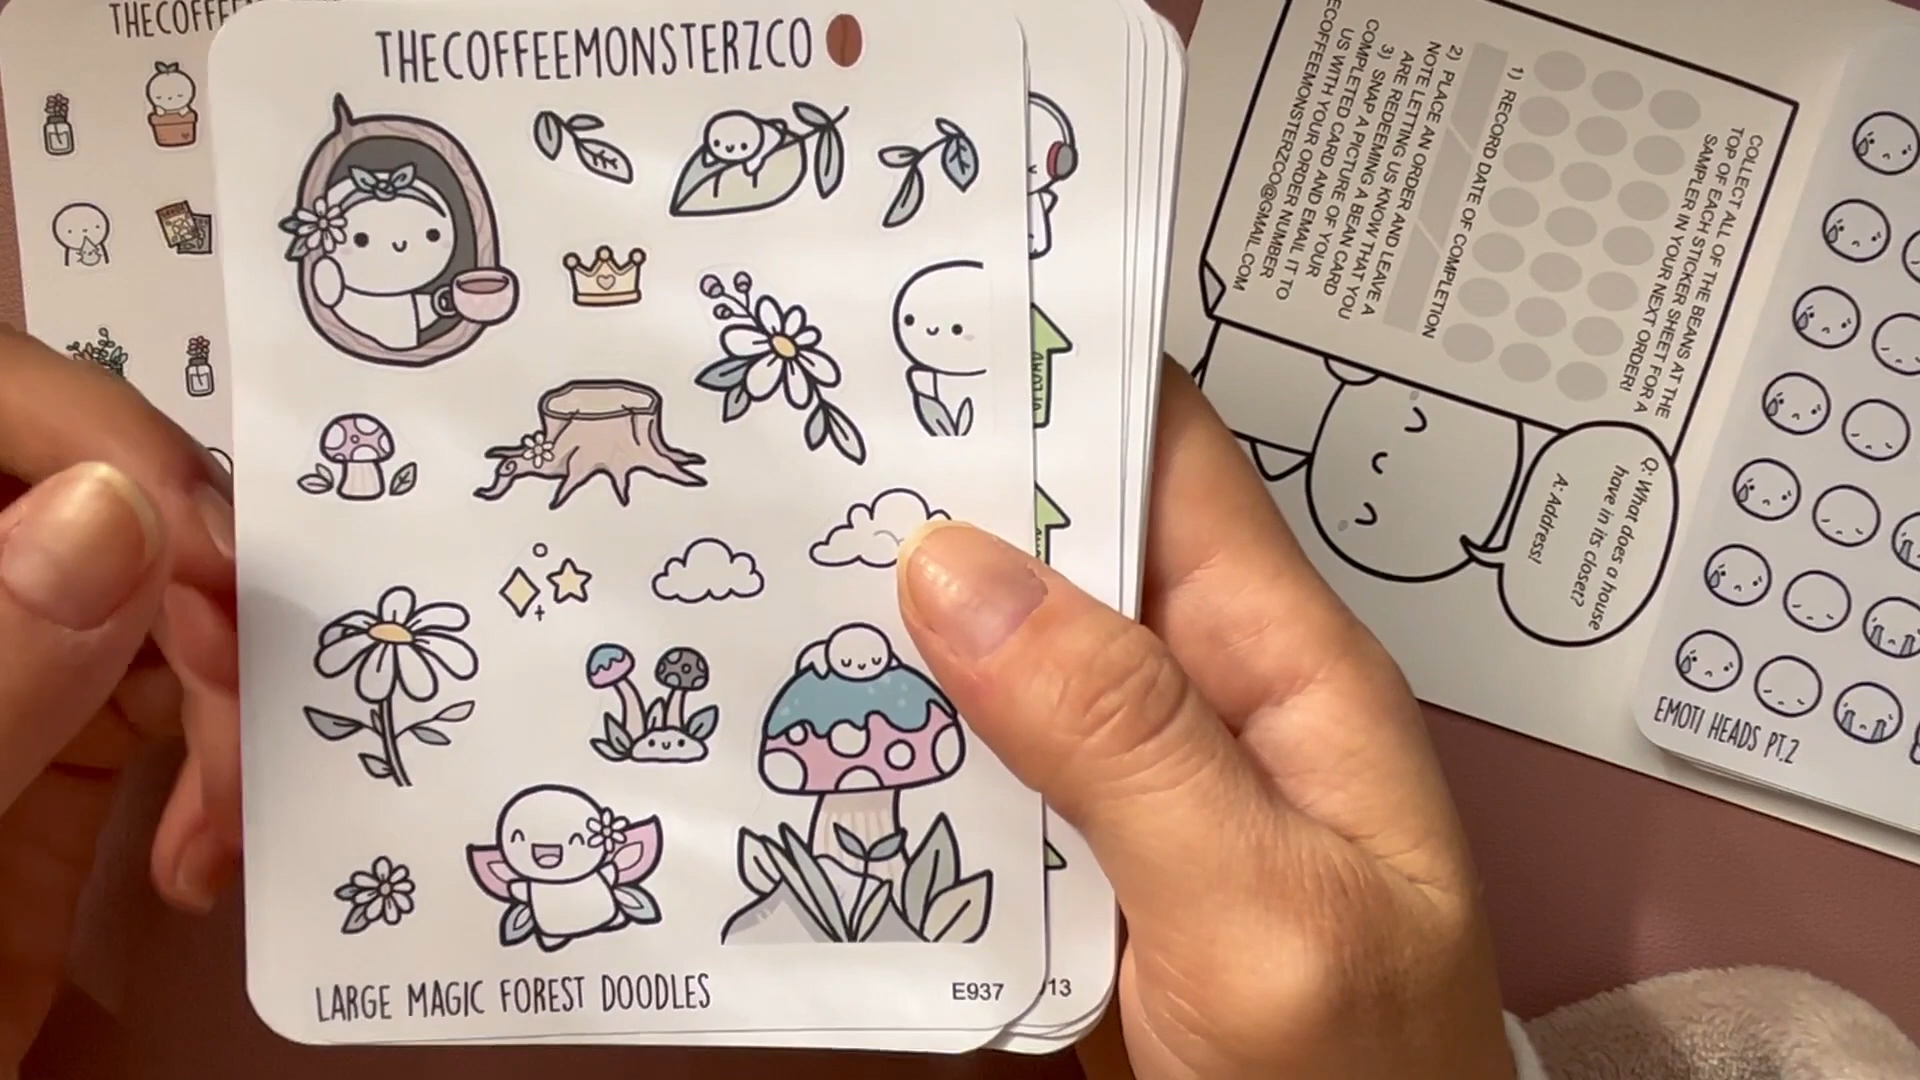 THECOFFEEMONSTERZCO
LARGE MAGIC FOREST DOODLES
E937
13
THECOFFE
COLLECT ALL OF THE BEANS AT THE
TOP OF EACH STICKER SHEET FOR A
SAMPLER IN YOUR NEXT ORDER!
1) RECORD DATE OF COMPLETION
2) PLACE AN ORDER AND LEAVE A
NOTE LETTING US KNOW THAT YOU
ARE REDEEMING A BEAN CARD
3) SNAP A PICTURE OF YOUR
COMPLETED CARD AND EMAIL IT TO
US WITH YOUR ORDER NUMBER
ECOFFEEMONSTERZCO@GMAIL.COM
Q: What does a house
have in its closet?
A: Address!
EMOTI HEADS PT.2